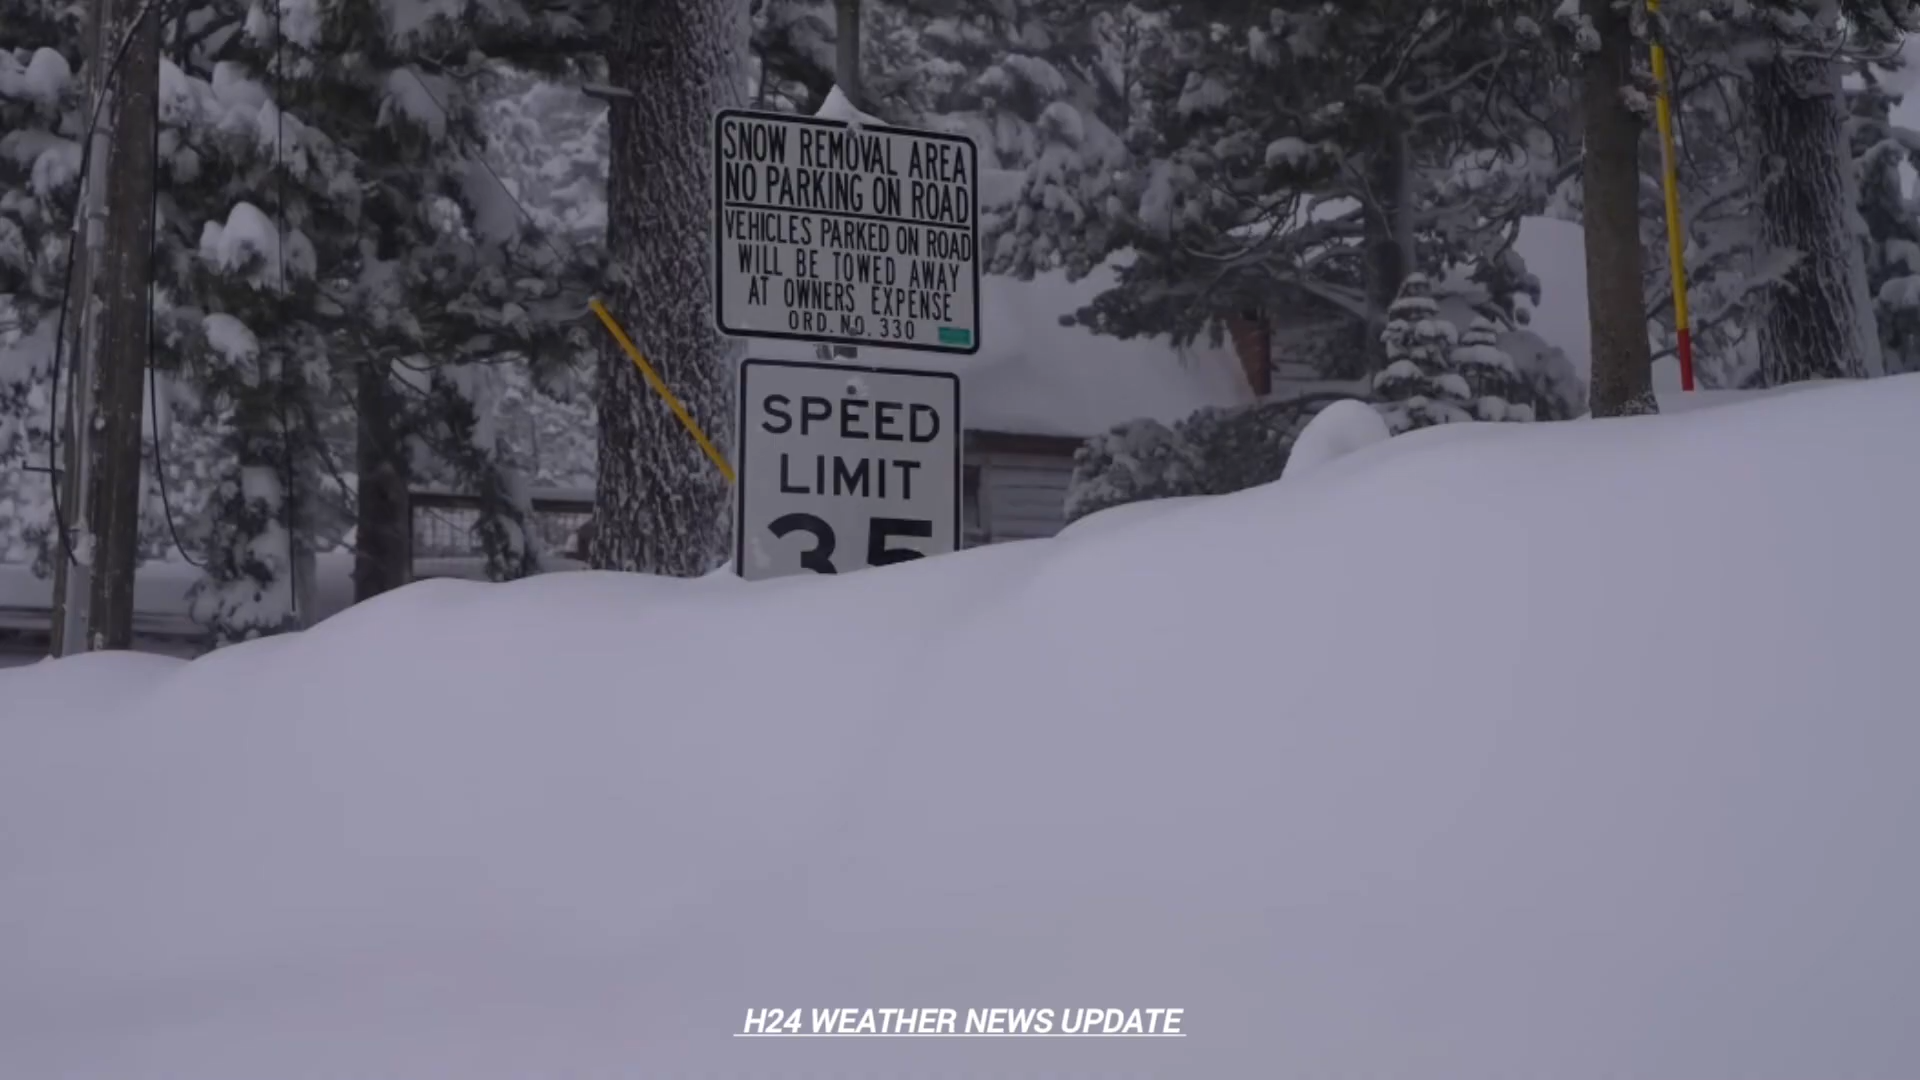 SNOW REMOVAL AREA
NO PARKING ON ROAD
VEHICLES PARKED ON ROAD
WILL BE TOWED AWAY
AT OWNERS EXPENSE
ORD. NO. 330
SPEED
LIMIT
35
H24 WEATHER NEWS UPDATE